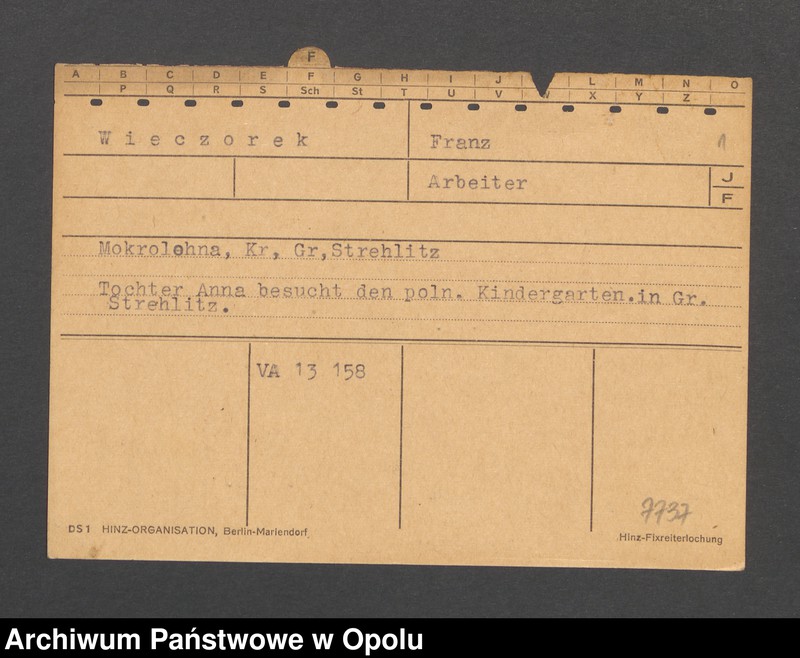 F
A B C D E F G H I J L M N O
P Q R S Sch St T U V X Y Z
Wieczorek Franz 1
Arbeiter J
F
Mokrolohna, Kr, Gr,Strehlitz
Tochter Anna besucht den poln. Kindergarten.in Gr.
Strehlitz.
VA 13 158
7737
DS1 HINZ-ORGANISATION, Berlin-Mariendorf
Hinz-Fixreiterlochung
Archiwum Państwowe w Opolu